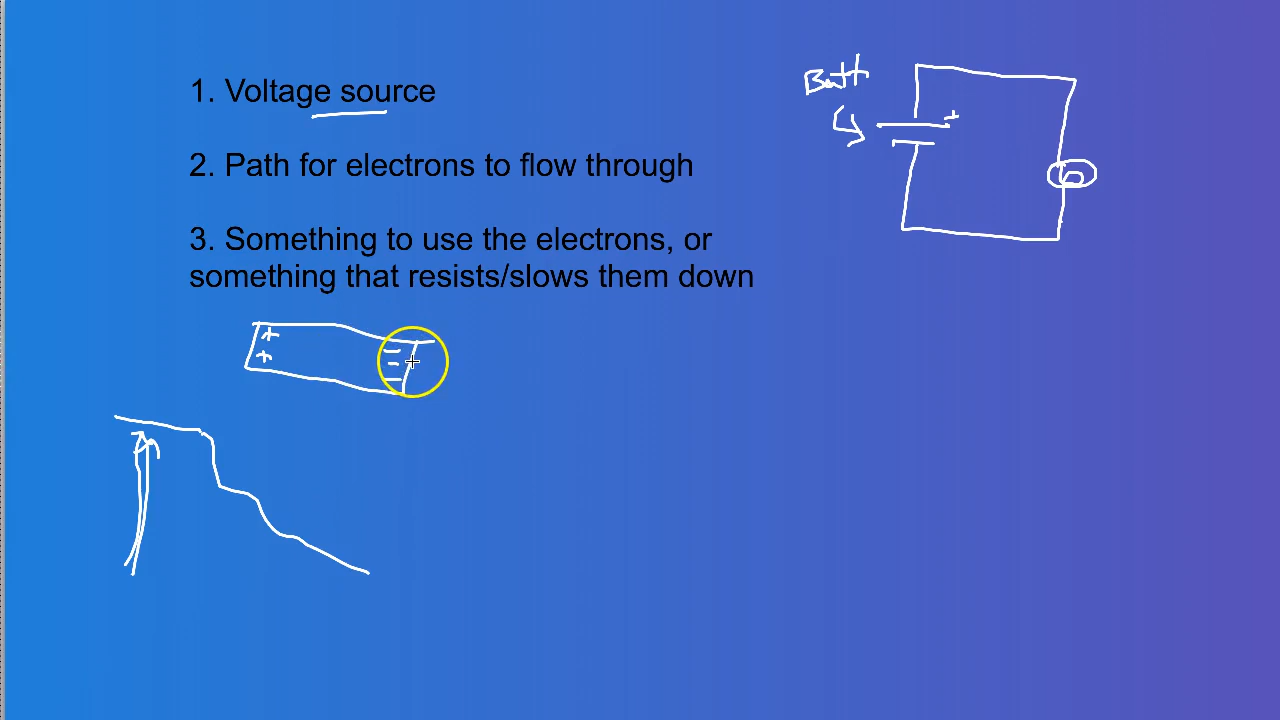 1. Voltage source
Batt
+
2. Path for electrons to flow through
3. Something to use the electrons, or
something that resists/slows them down
+
+